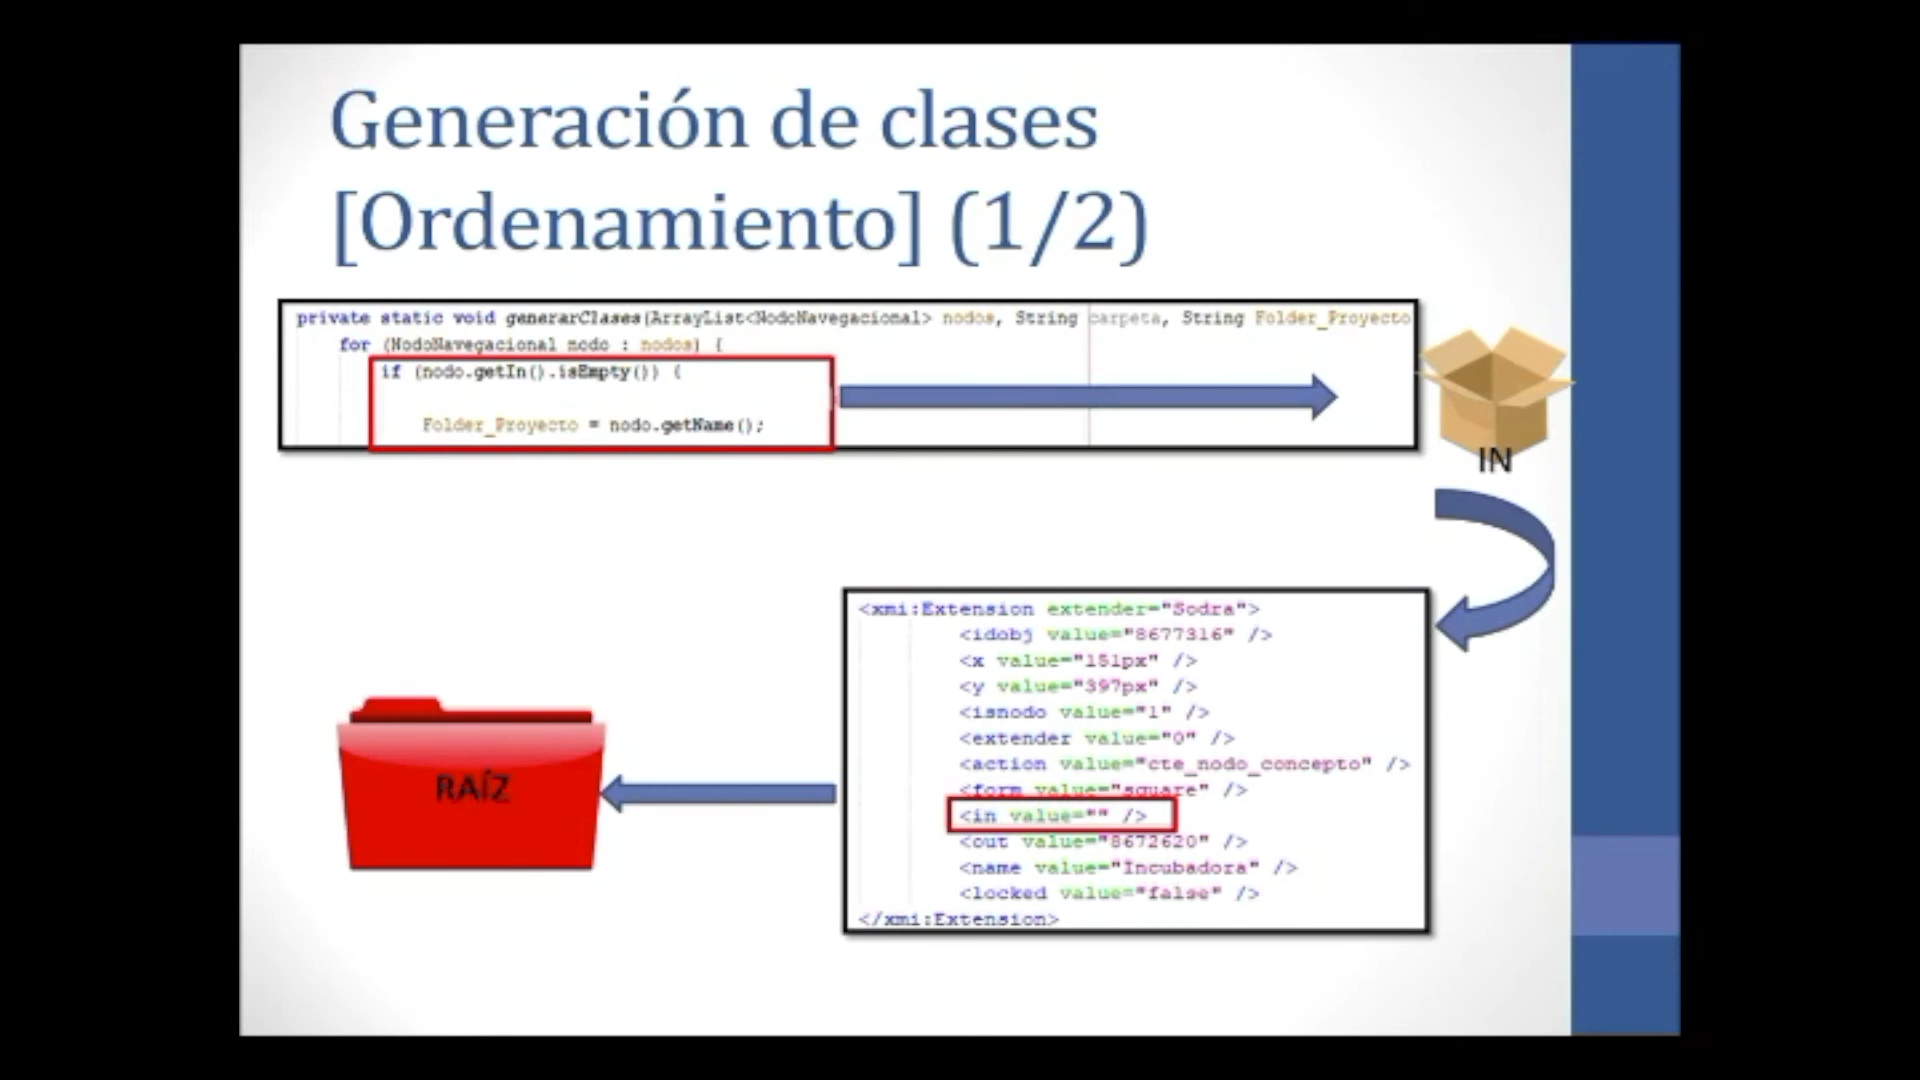 Generación de clases
[Ordenamiento] (1/2)
private static void generarClases(ArrayList<NodoNavegacional> nodos, String carpeta, String Folder_Proyecto
for (NodoNavegacional nodo : nodos) {
if (nodo.getIn().isEmpty()) {
Folder_Proyecto = nodo.getName();
IN
<xmi:Extension extender="Sodra">
<idobj value="8677316" />
<x value="151px" />
<y value="397px" />
<isnodo value="1" />
<extender value="0" />
<action value="cte_nodo_concepto" />
<form value="square" />
<in value="" />
<out value="8672620" />
<name value="Incubadora" />
<locked value="false" />
</xmi:Extension>
RAÍZ